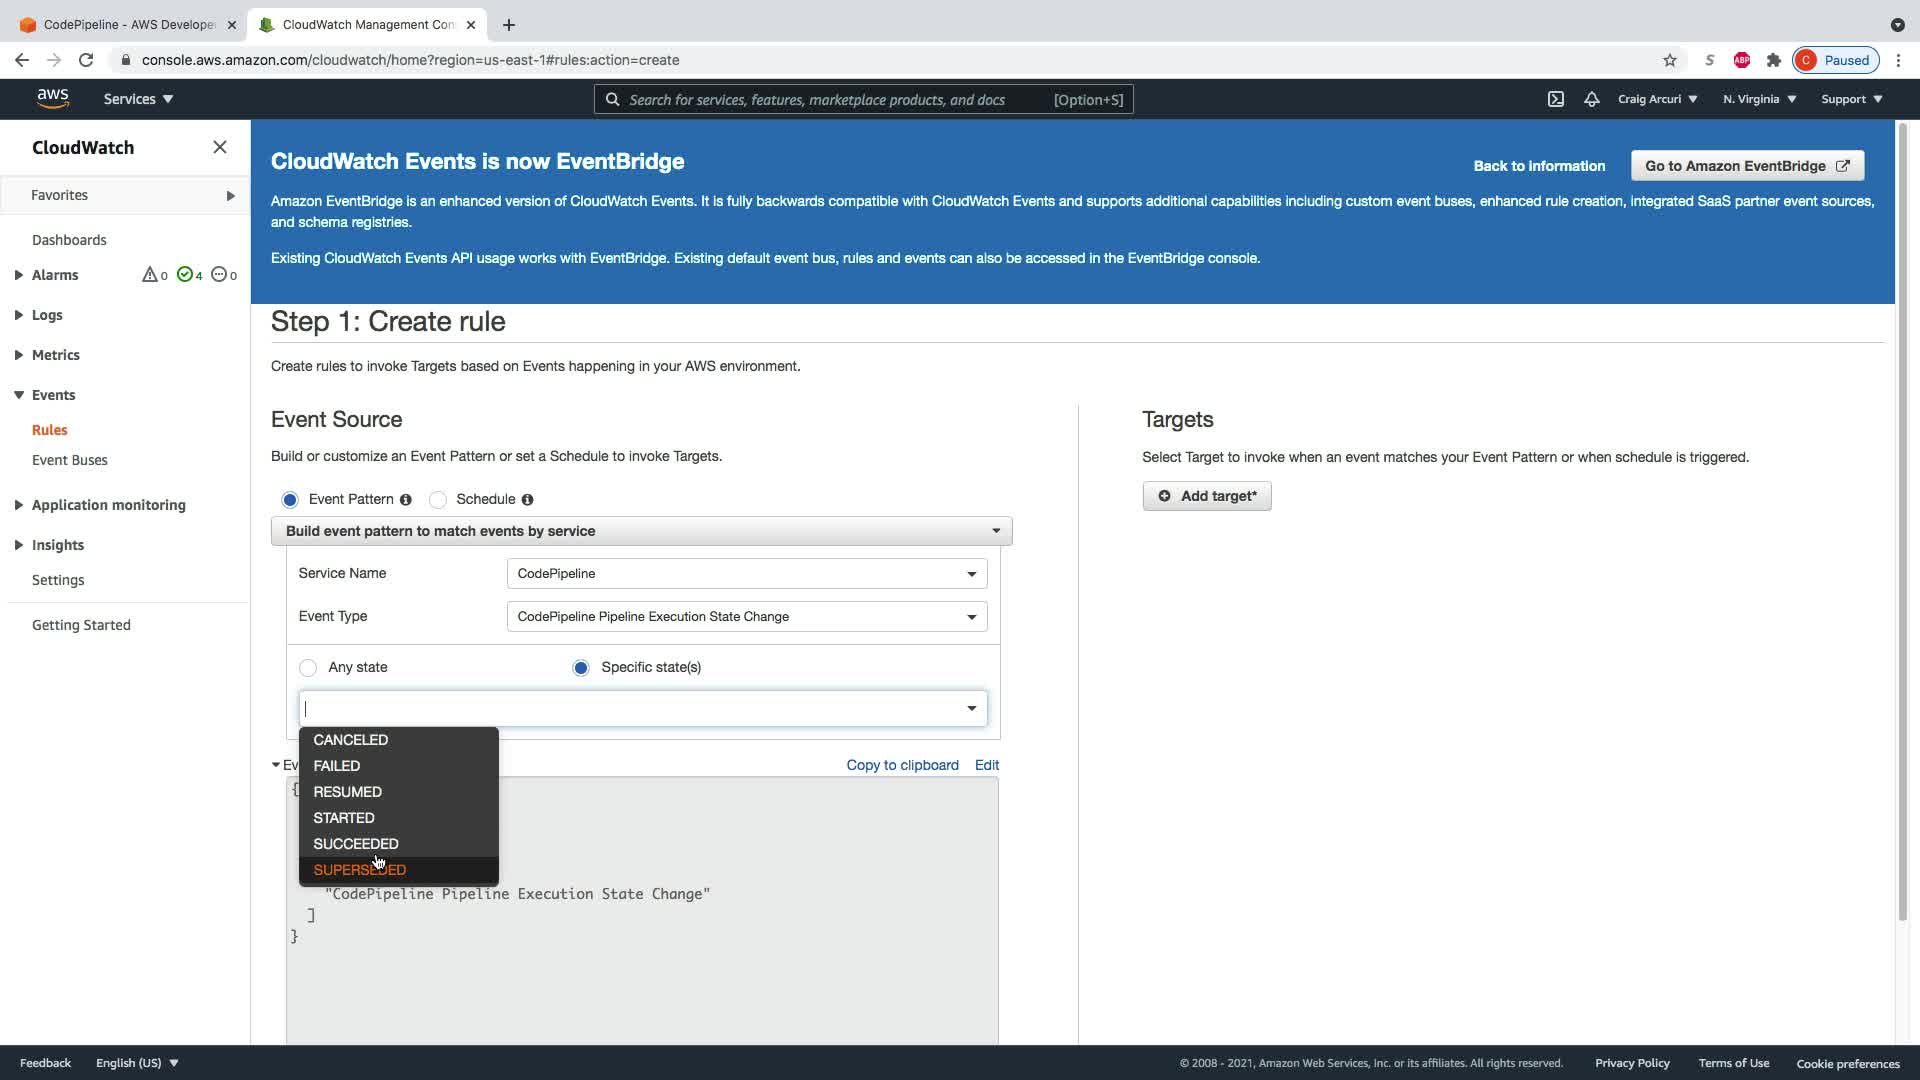 CodePipeline - AWS Develope
CloudWatch Management Con
console.aws.amazon.com/cloudwatch/home?region=us-east-1#rules:action=create
S
ABP
C
Paused
aws
Services
Search for services, features, marketplace products, and docs
[Option+S]
Craig Arcuri
N. Virginia
Support
CloudWatch
Favorites
Dashboards
Alarms
0
4
0
Logs
Metrics
Events
Rules
Event Buses
Application monitoring
Insights
Settings
Getting Started
CloudWatch Events is now EventBridge
Back to information
Go to Amazon EventBridge
Amazon EventBridge is an enhanced version of CloudWatch Events. It is fully backwards compatible with CloudWatch Events and supports additional capabilities including custom event buses, enhanced rule creation, integrated SaaS partner event sources,
and schema registries.
Existing CloudWatch Events API usage works with EventBridge. Existing default event bus, rules and events can also be accessed in the EventBridge console.
Step 1: Create rule
Create rules to invoke Targets based on Events happening in your AWS environment.
Event Source
Build or customize an Event Pattern or set a Schedule to invoke Targets.
Event Pattern
Schedule
Build event pattern to match events by service
Service Name
CodePipeline
Event Type
CodePipeline Pipeline Execution State Change
Any state
Specific state(s)
CANCELED
FAILED
RESUMED
STARTED
SUCCEEDED
SUPERSEDED
Ev
Copy to clipboard
Edit
{
"CodePipeline Pipeline Execution State Change"
]
}
Targets
Select Target to invoke when an event matches your Event Pattern or when schedule is triggered.
Add target*
Feedback
English (US)
© 2008 - 2021, Amazon Web Services, Inc. or its affiliates. All rights reserved.
Privacy Policy
Terms of Use
Cookie preferences